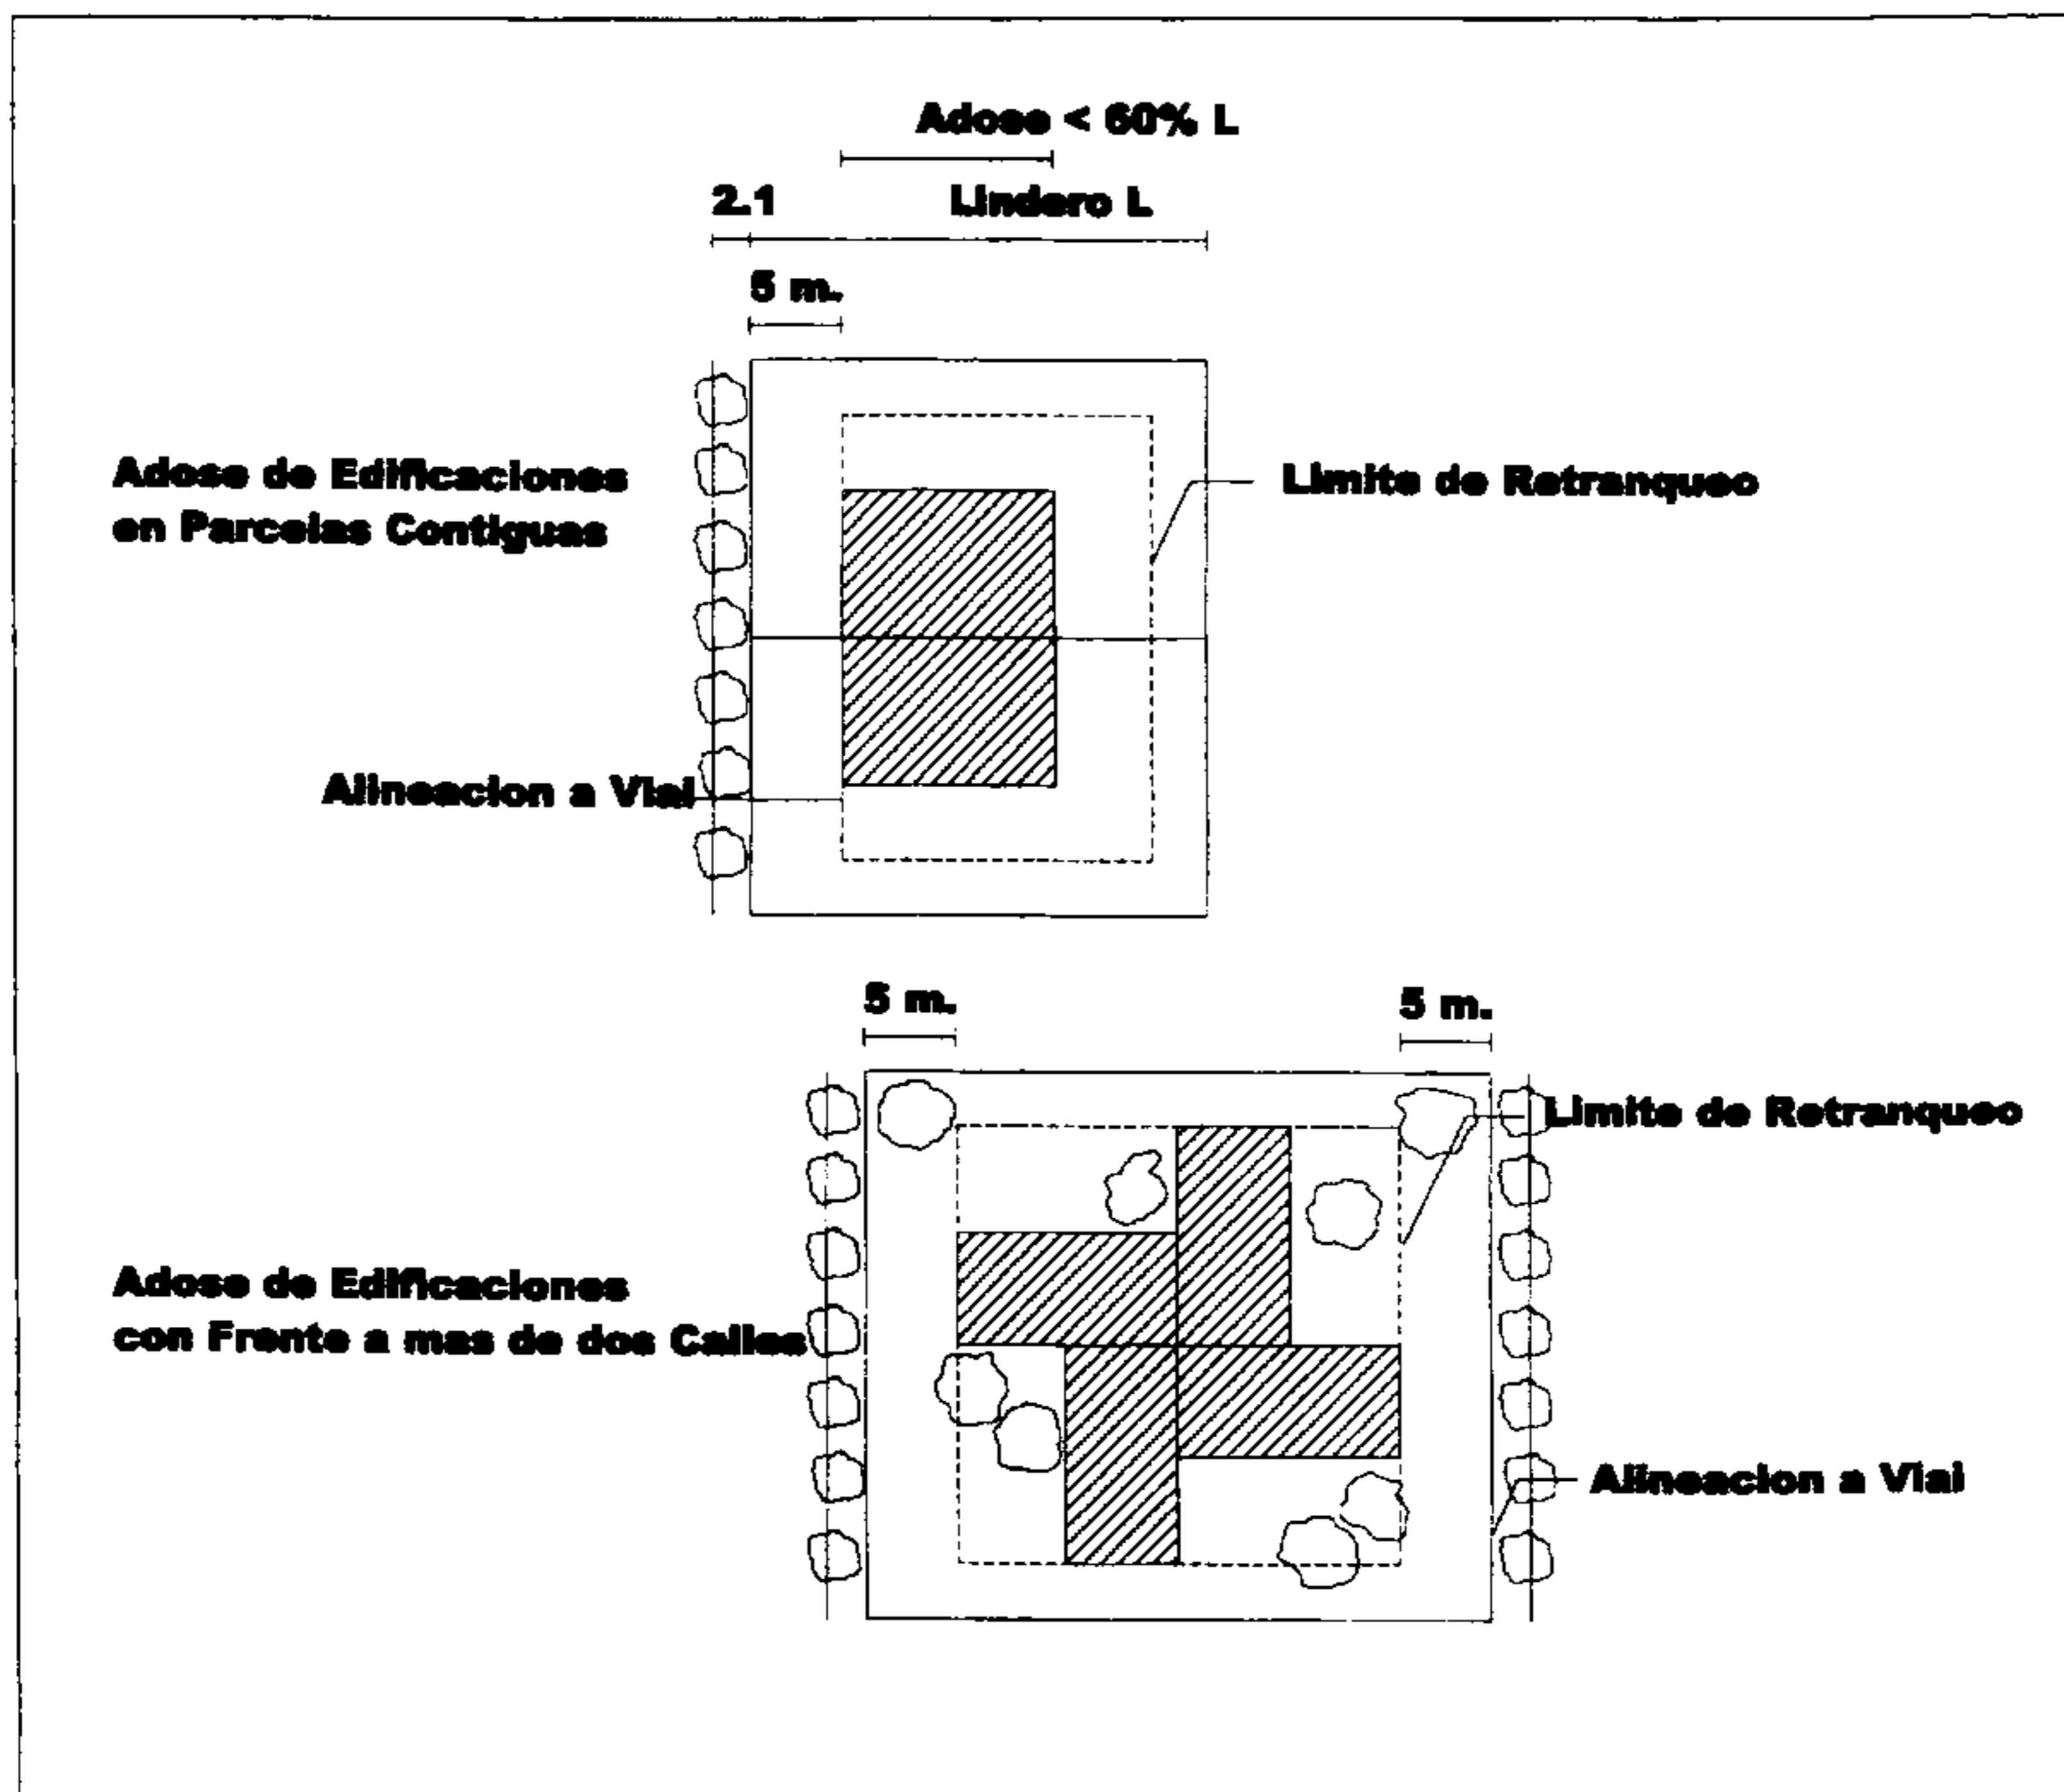 Adose < 60% L
2.1
Lindero L
5 m.
Adose de Edificaciones
en Parcelas Contiguas
Limite de Retranqueo
Alineacion a Vial
5 m.
5 m.
Limite de Retranqueo
Adose de Edificaciones
con Frente a mas de dos Calles
Alineacion a Vial